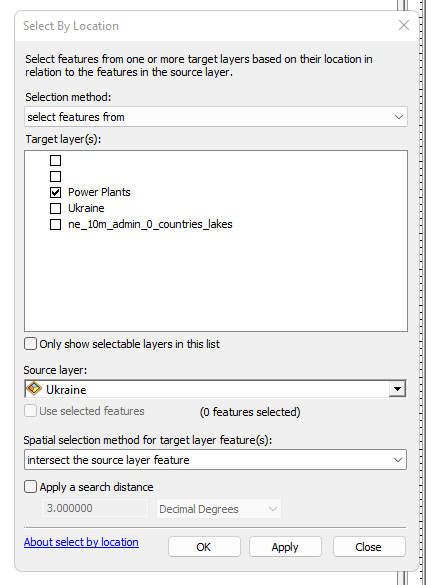 Select By Location
Select features from one or more target layers based on their location in
relation to the features in the source layer.
Selection method:
select features from
Target layer(s):
Power Plants
Ukraine
ne_10m_admin_0_countries_lakes
Only show selectable layers in this list
Source layer:
Ukraine
Use selected features (0 features selected)
Spatial selection method for target layer feature(s):
intersect the source layer feature
Apply a search distance
3.000000 Decimal Degrees
About select by location OK Apply Close